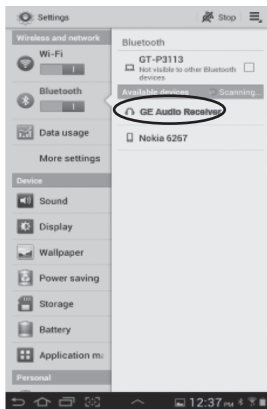 Settings
Stop
Wireless and network
Wi-Fi
Bluetooth
Data usage
More settings
Device
Sound
Display
Wallpaper
Power saving
Storage
Battery
Application ma
Personal
Bluetooth
GT-P3113
Not visible to other Bluetooth
devices
Available devices
Scanning...
GE Audio Receiver
Nokia 6267
12:37 PM